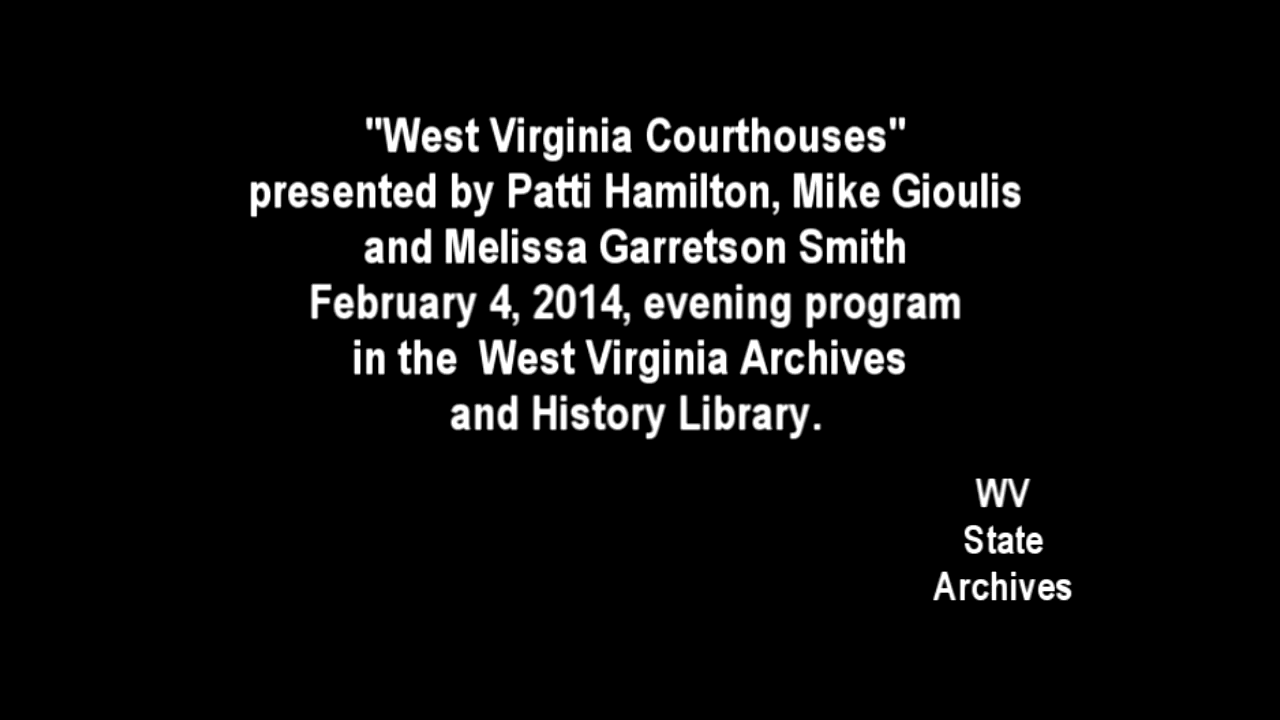 "West Virginia Courthouses"
presented by Patti Hamilton, Mike Gioulis
and Melissa Garretson Smith
February 4, 2014, evening program
in the West Virginia Archives
and History Library.
WV
State
Archives